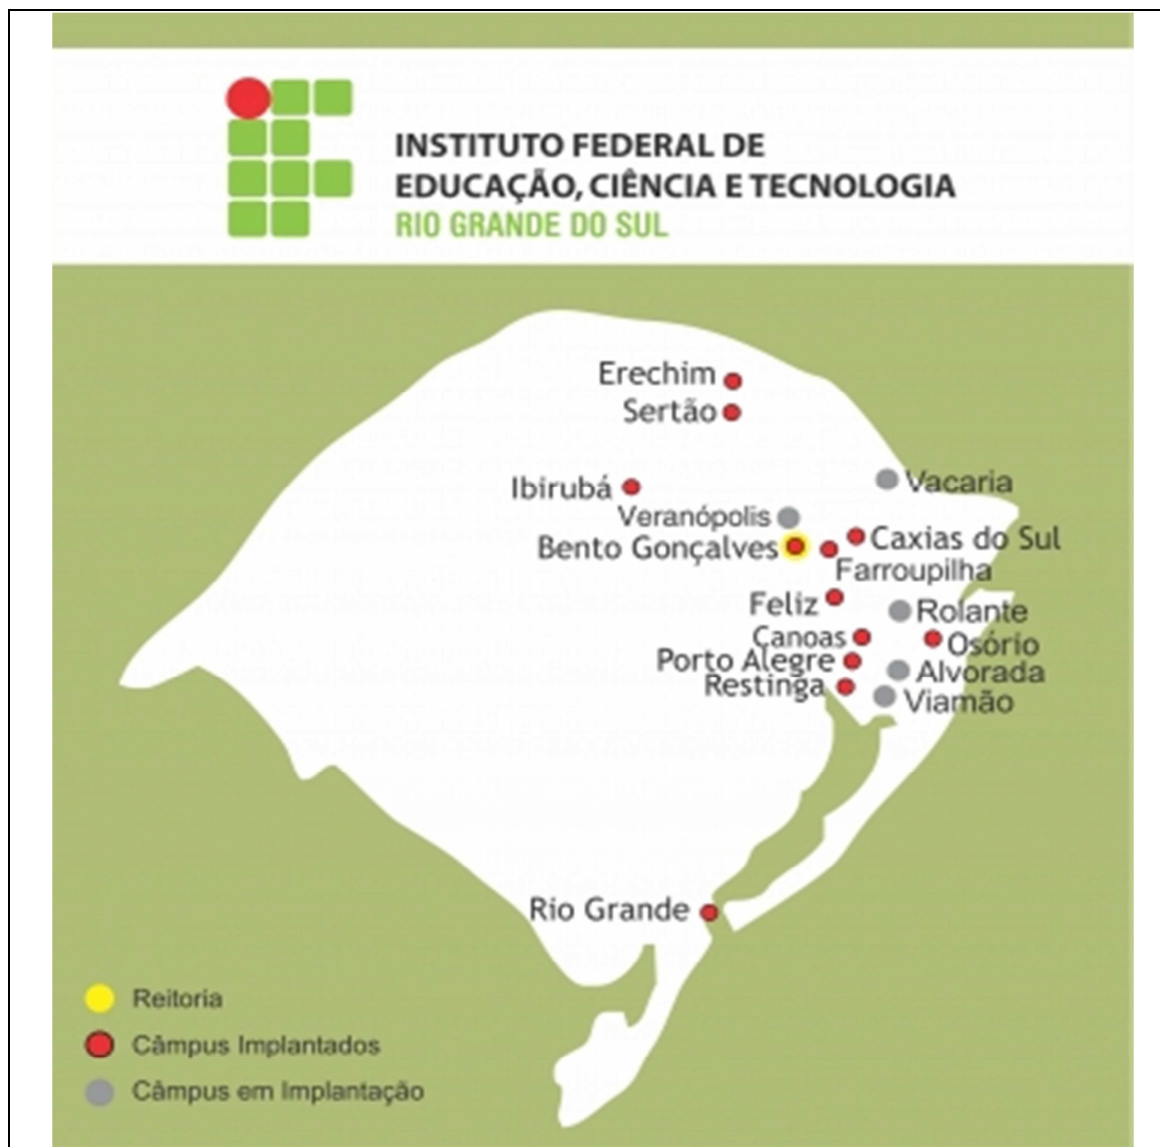 INSTITUTO FEDERAL DE
EDUCAÇÃO, CIÊNCIA E TECNOLOGIA
RIO GRANDE DO SUL
Erechim
Sertão
Vacaria
Ibirubá
Veranópolis
Caxias do Sul
Bento Gonçalves
Farroupilha
Feliz
Rolante
Canoas
Osório
Porto Alegre
Alvorada
Restinga
Viamão
Rio Grande
Reitoria
Câmpus Implantados
Câmpus em Implantação